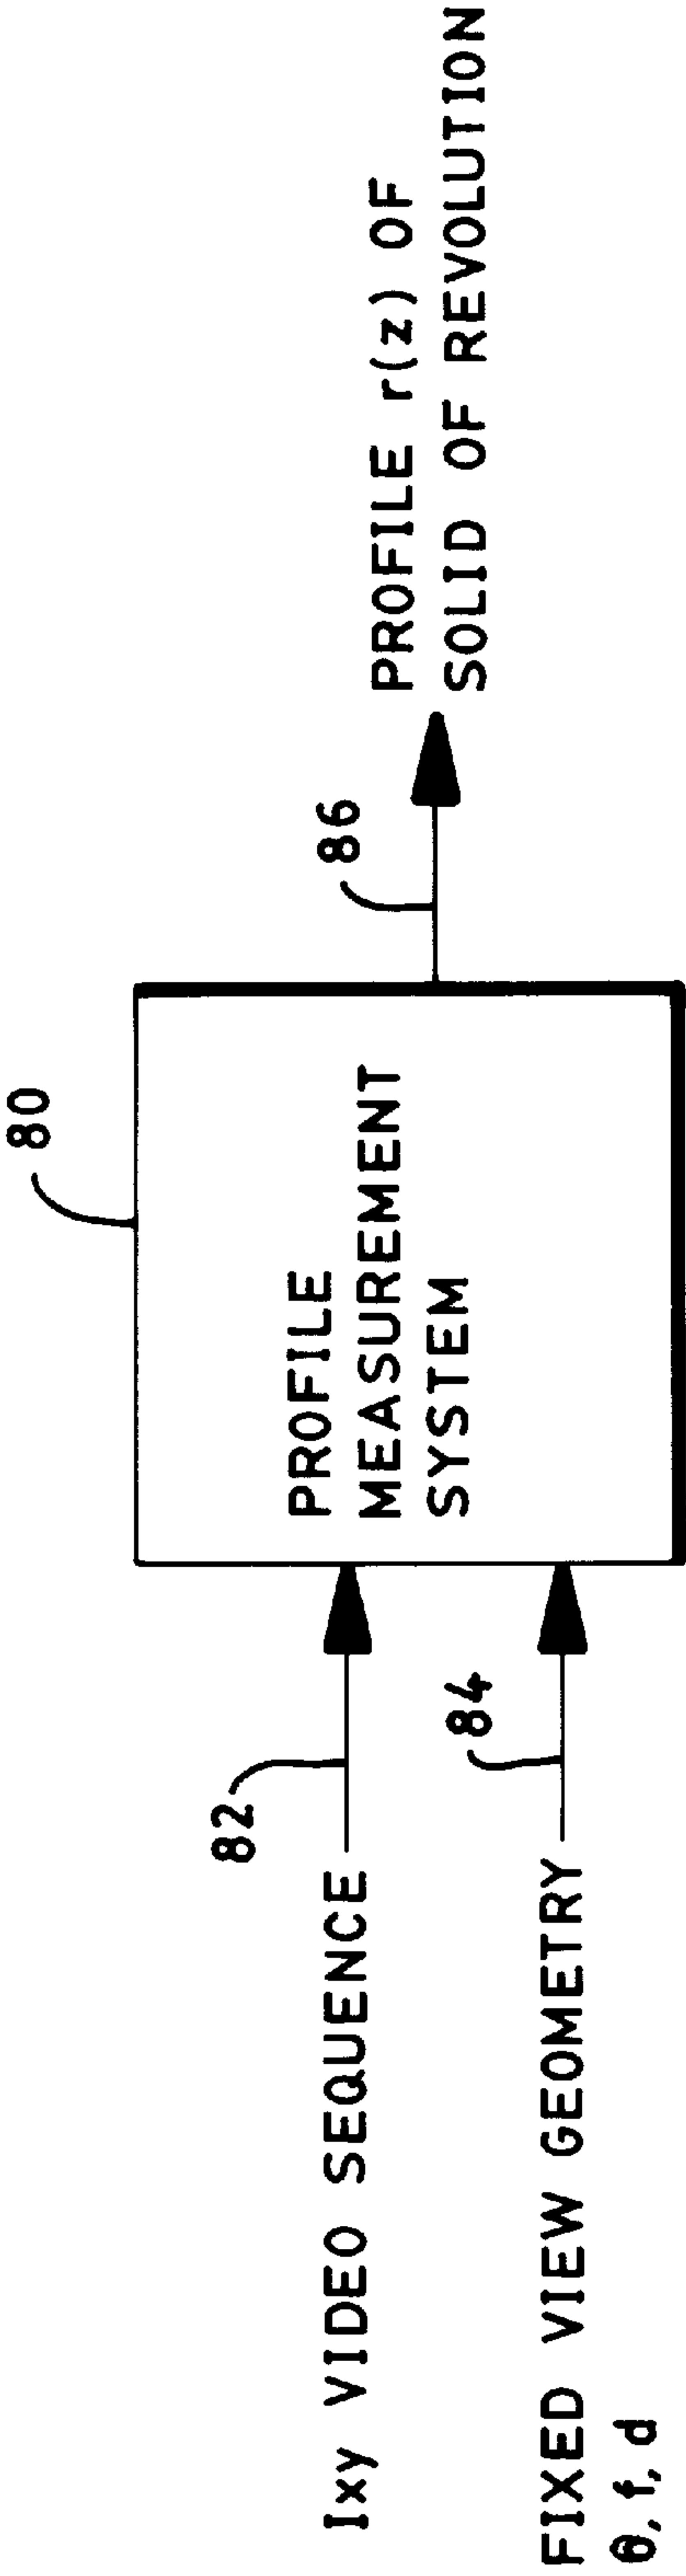 80
PROFILE
MEASUREMENT
SYSTEM
82
Ixy VIDEO SEQUENCE
84
FIXED VIEW GEOMETRY
θ, f, d
86
PROFILE r(z) OF
SOLID OF REVOLUTION